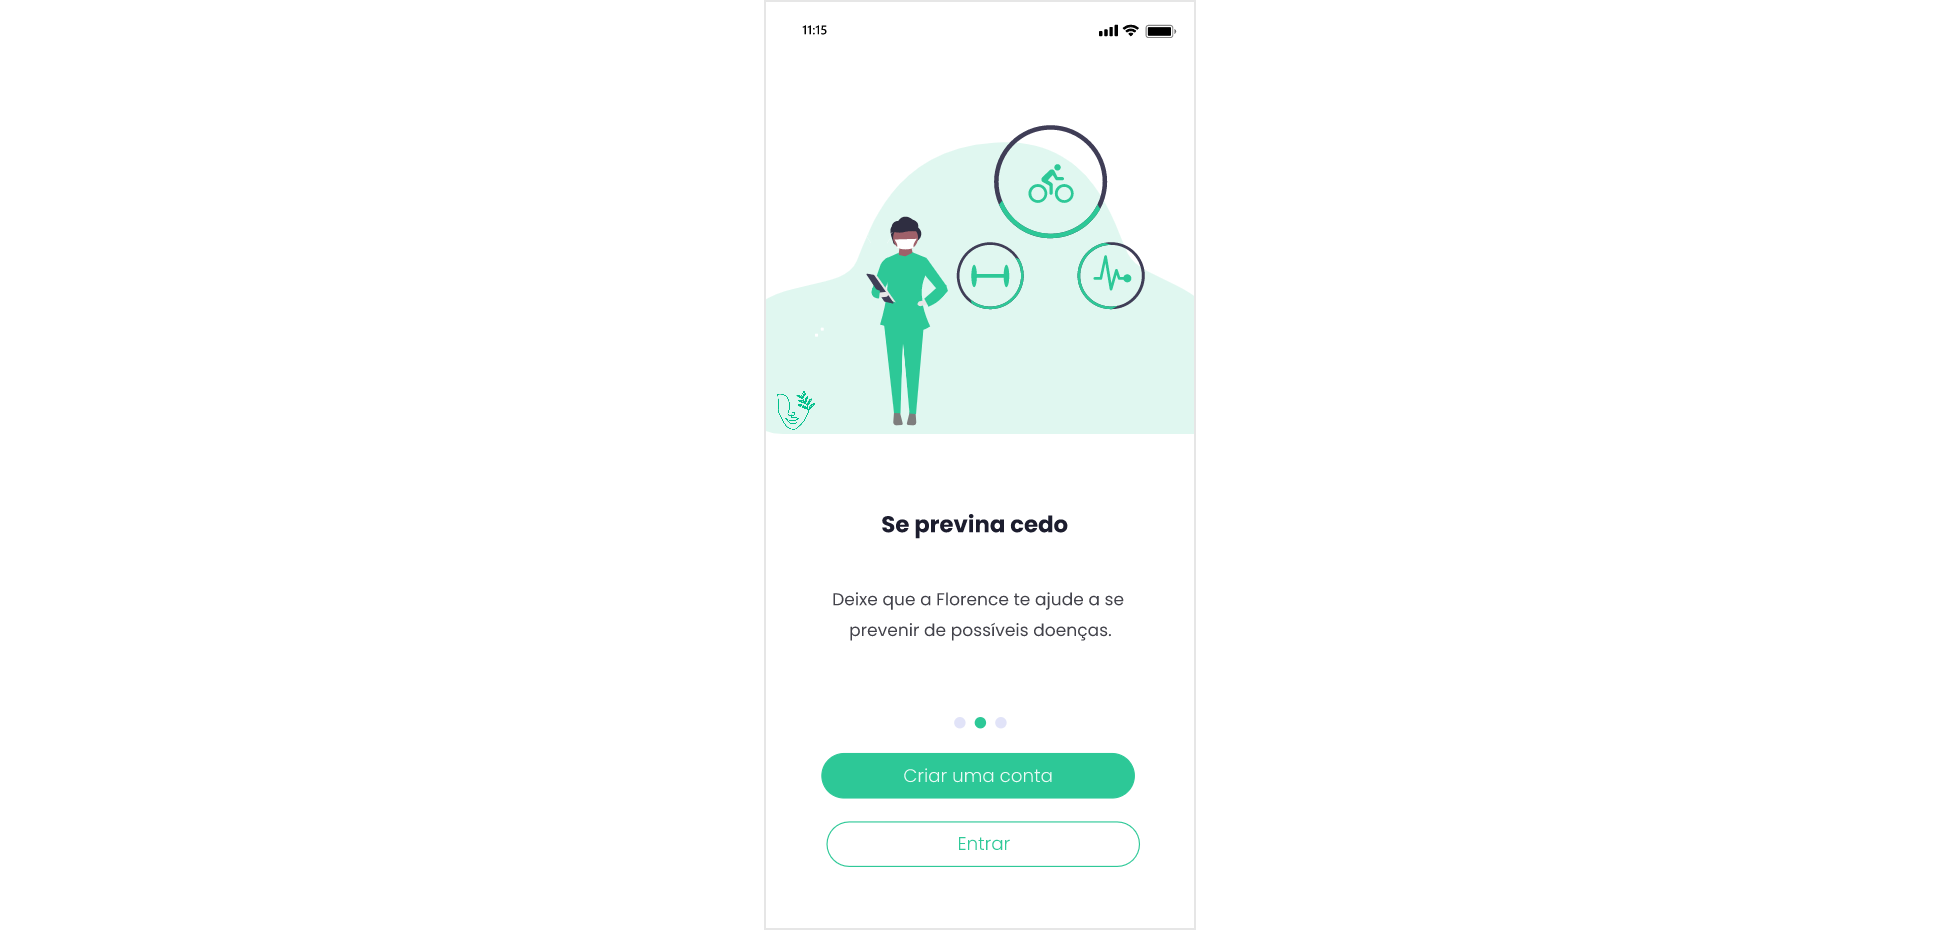 11:15
Se previna cedo
Deixe que a Florence te ajude a se
prevenir de possíveis doenças.
Criar uma conta
Entrar